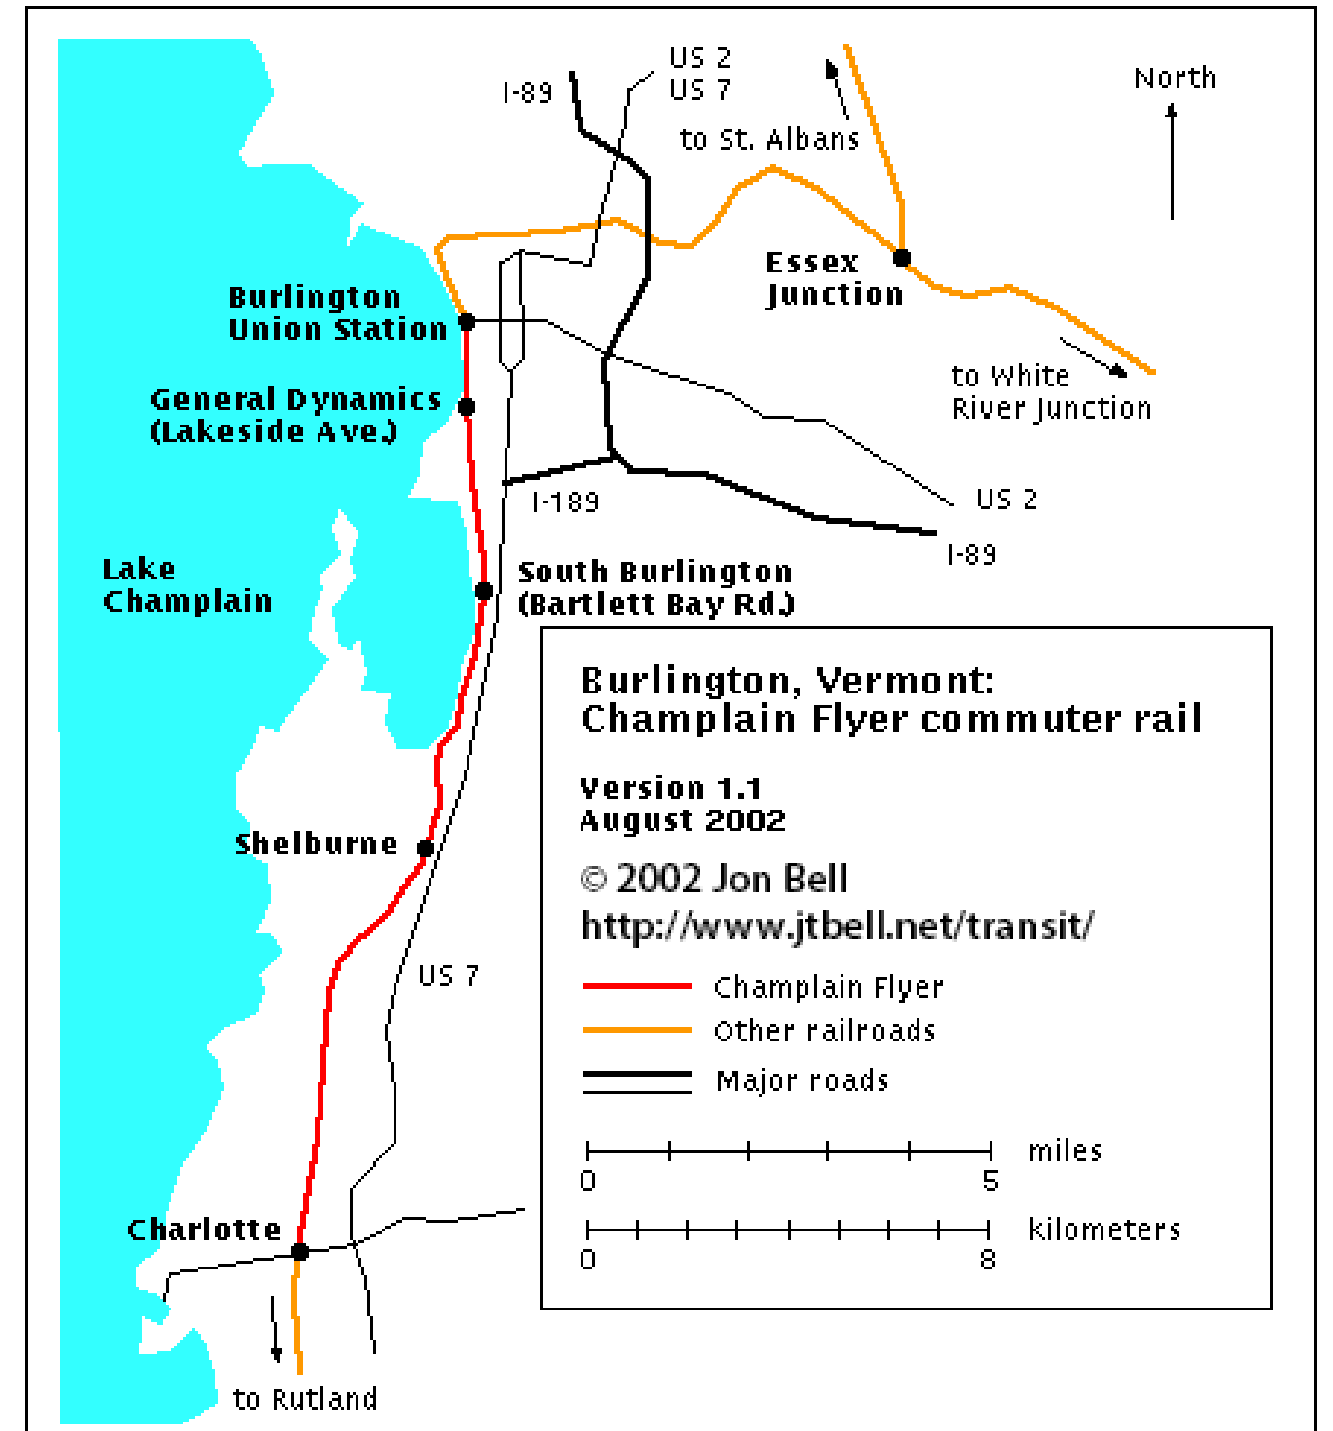 US 2
US 7
I-89
North
to St. Albans
Essex
Junction
Burlington
Union Station
to White
River Junction
General Dynamics
(Lakeside Ave.)
I-189
US 2
I-89
Lake
Champlain
South Burlington
(Bartlett Bay Rd.)
Burlington, Vermont:
Champlain Flyer commuter rail
Version 1.1
August 2002
© 2002 Jon Bell
http://www.jtbell.net/transit/
Shelburne
US 7
Champlain Flyer
Other railroads
Major roads
miles
0 5
kilometers
0 8
Charlotte
to Rutland